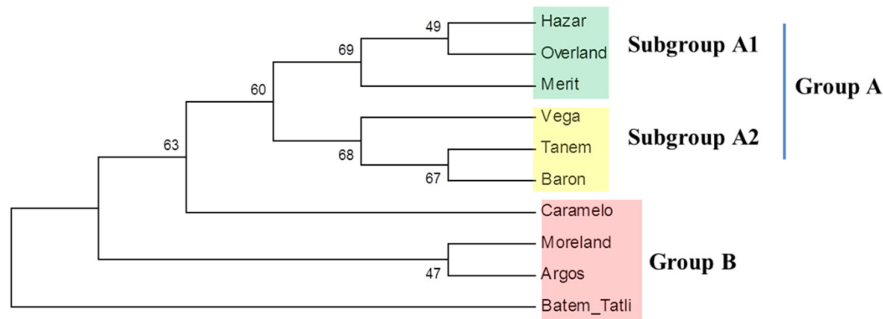 Hazar
49
Overland
Subgroup A1
69
Merit
Group A
60
Vega
63
Tanem
Subgroup A2
68
Baron
67
Caramelo
Moreland
Group B
47
Argos
Batem_Tatli